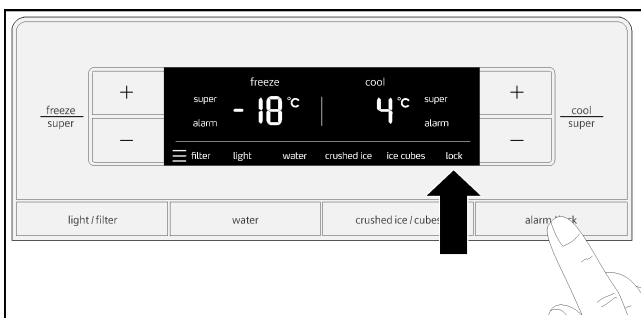 freeze cool
super - 18 °C 4 °C super
alarm alarm
filter light water crushed ice ice cubes lock
freeze
super
+
−
+
−
cool
super
light / filter water crushed ice / cubes